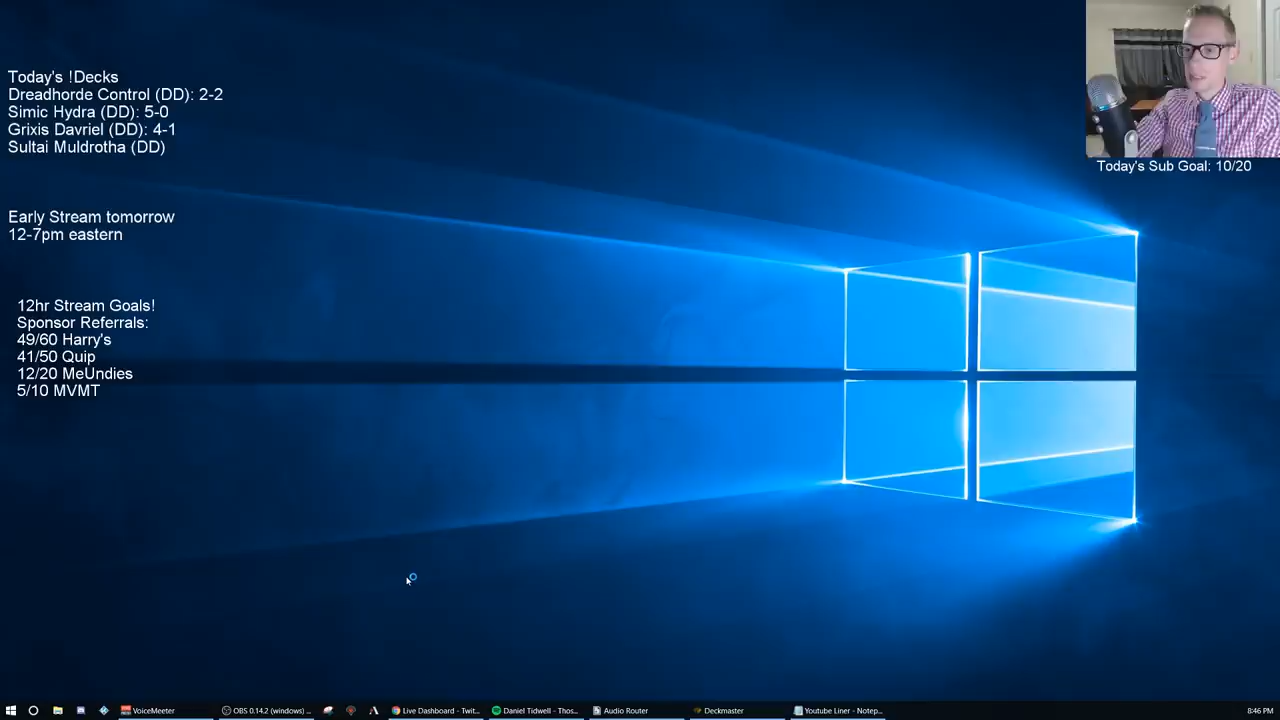 Today's !Decks
Dreadhorde Control (DD): 2-2
Simic Hydra (DD): 5-0
Grixis Davriel (DD): 4-1
Sultai Muldrotha (DD)
Today's Sub Goal: 10/20
Early Stream tomorrow
12-7pm eastern
12hr Stream Goals!
Sponsor Referrals:
49/60 Harry's
41/50 Quip
12/20 MeUndies
5/10 MVMT
VoiceMeeter
OBS 0.14.2 (windows) ...
Live Dashboard - Twit...
Daniel Tidwell - Thos...
Audio Router
Deckmaster
Youtube Liner - Notep...
8:46 PM